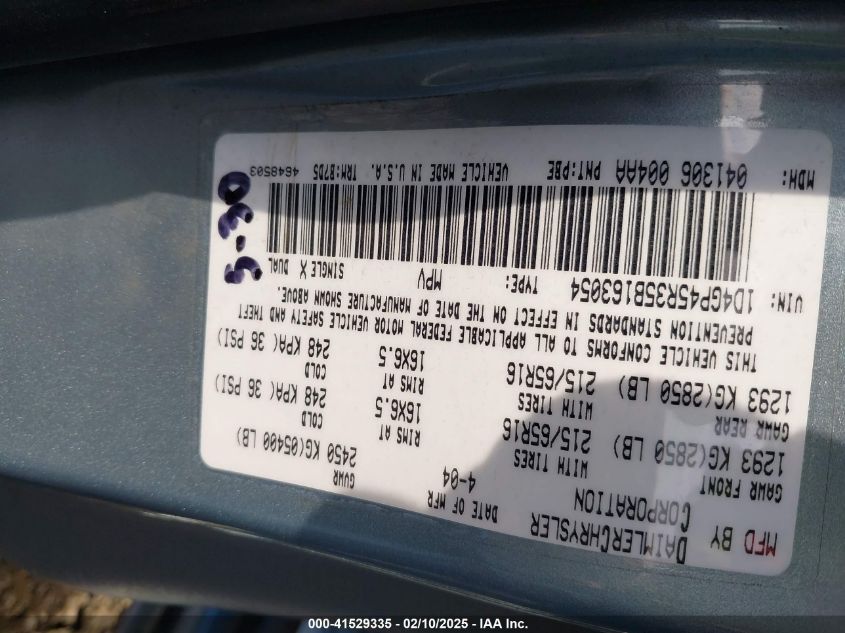 MFD BY DAIMLERCHRYSLER CORPORATION
DATE OF MFR 4-04
GVWR 2450 KG(05400 LB)
GAWR FRONT 1293 KG(2850 LB)
WITH TIRES 215/65R16
RIMS AT 16X6.5
COLD 248 KPA( 36 PSI)
GAWR REAR 1293 KG(2850 LB)
WITH TIRES 215/65R16
RIMS AT 16X6.5
COLD 248 KPA( 36 PSI)
THIS VEHICLE CONFORMS TO ALL APPLICABLE FEDERAL MOTOR VEHICLE SAFETY AND THEFT
PREVENTION STANDARDS IN EFFECT ON THE DATE OF MANUFACTURE SHOWN ABOVE.
VIN: 1D4GP45R35B163054 TYPE: MPV SINGLE X DUAL
MDH: 041306 004AA PNT:PBE VEHICLE MADE IN U.S.A. TRM:B7D5 4648503
000-41529335 - 02/10/2025 - IAA Inc.